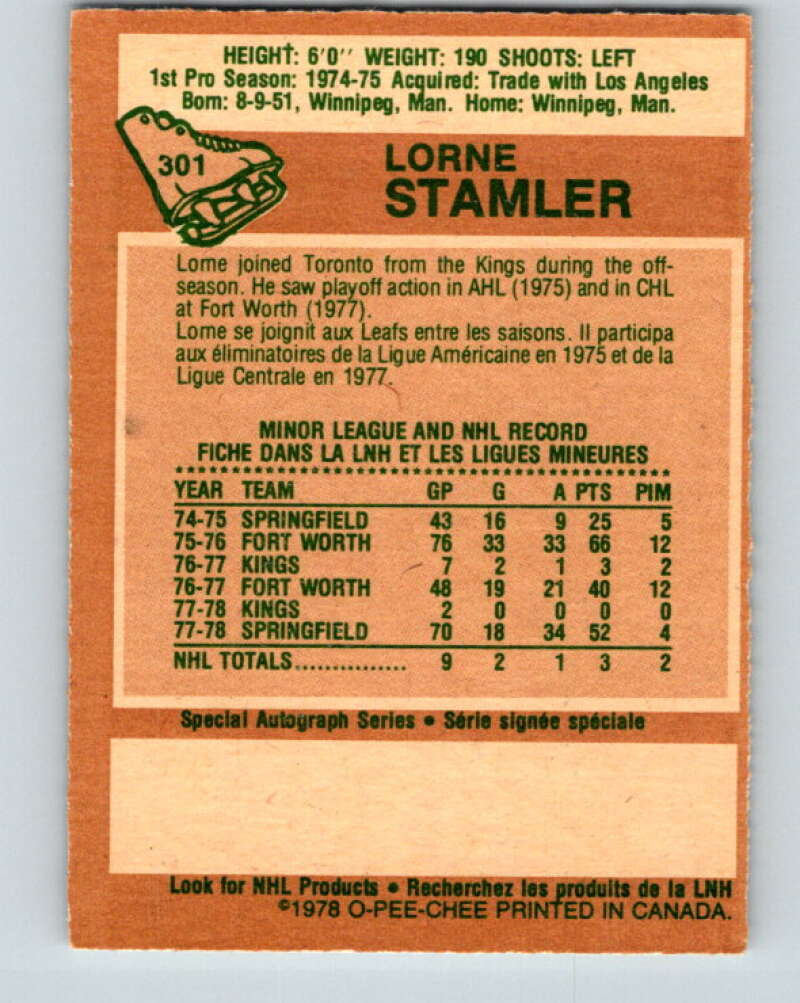 HEIGHT: 6'0'' WEIGHT: 190 SHOOTS: LEFT
1st Pro Season: 1974-75 Acquired: Trade with Los Angeles
Born: 8-9-51, Winnipeg, Man. Home: Winnipeg, Man.
301
LORNE
STAMLER
Lorne joined Toronto from the Kings during the off-
season. He saw playoff action in AHL (1975) and in CHL
at Fort Worth (1977).
Lorne se joignit aux Leafs entre les saisons. Il participa
aux éliminatoires de la Ligue Américaine en 1975 et de la
Ligue Centrale en 1977.
MINOR LEAGUE AND NHL RECORD
FICHE DANS LA LNH ET LES LIGUES MINEURES
YEAR TEAM GP G A PTS PIM
74-75 SPRINGFIELD 43 16 9 25 5
75-76 FORT WORTH 76 33 33 66 12
76-77 KINGS 7 2 1 3 2
76-77 FORT WORTH 48 19 21 40 12
77-78 KINGS 2 0 0 0 0
77-78 SPRINGFIELD 70 18 34 52 4
NHL TOTALS............... 9 2 1 3 2
Special Autograph Series • Série signée spéciale
Look for NHL Products • Recherchez les produits de la LNH
©1978 O-PEE-CHEE PRINTED IN CANADA.